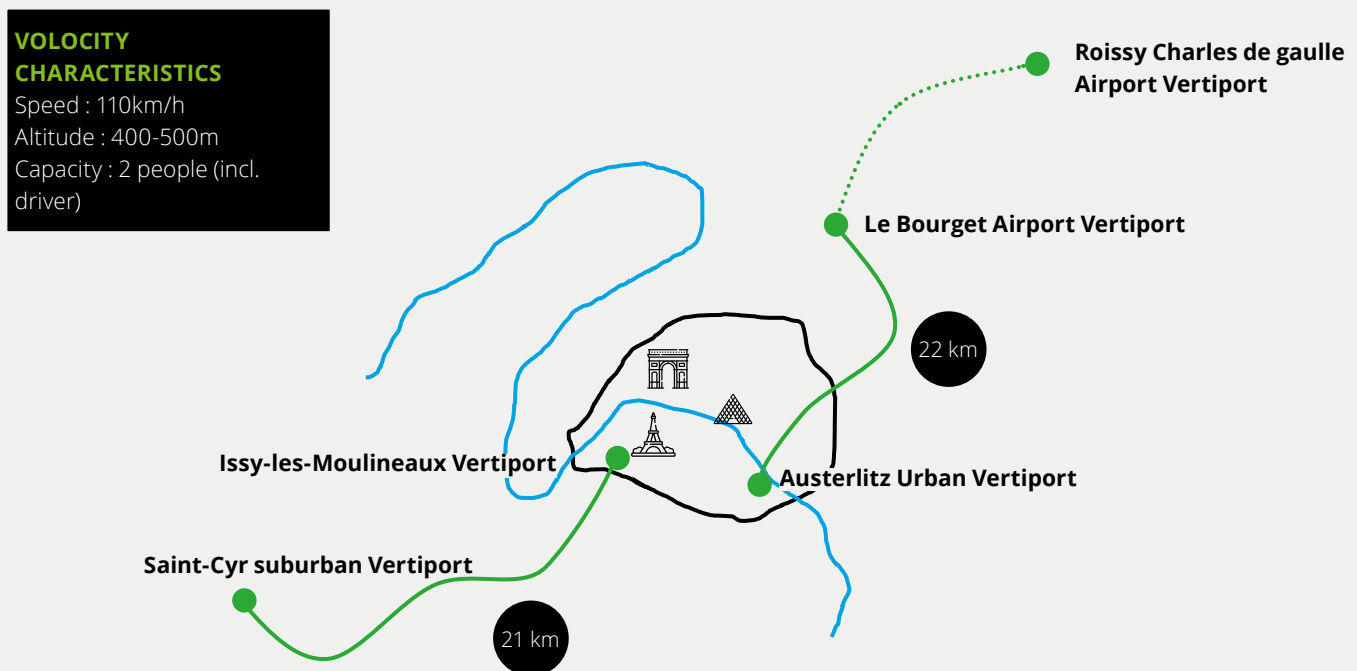 VOLOCITY
CHARACTERISTICS
Speed : 110km/h
Altitude : 400-500m
Capacity : 2 people (incl.
driver)
Roissy Charles de gaulle
Airport Vertiport
Le Bourget Airport Vertiport
22 km
Issy-les-Moulineaux Vertiport
Austerlitz Urban Vertiport
Saint-Cyr suburban Vertiport
21 km